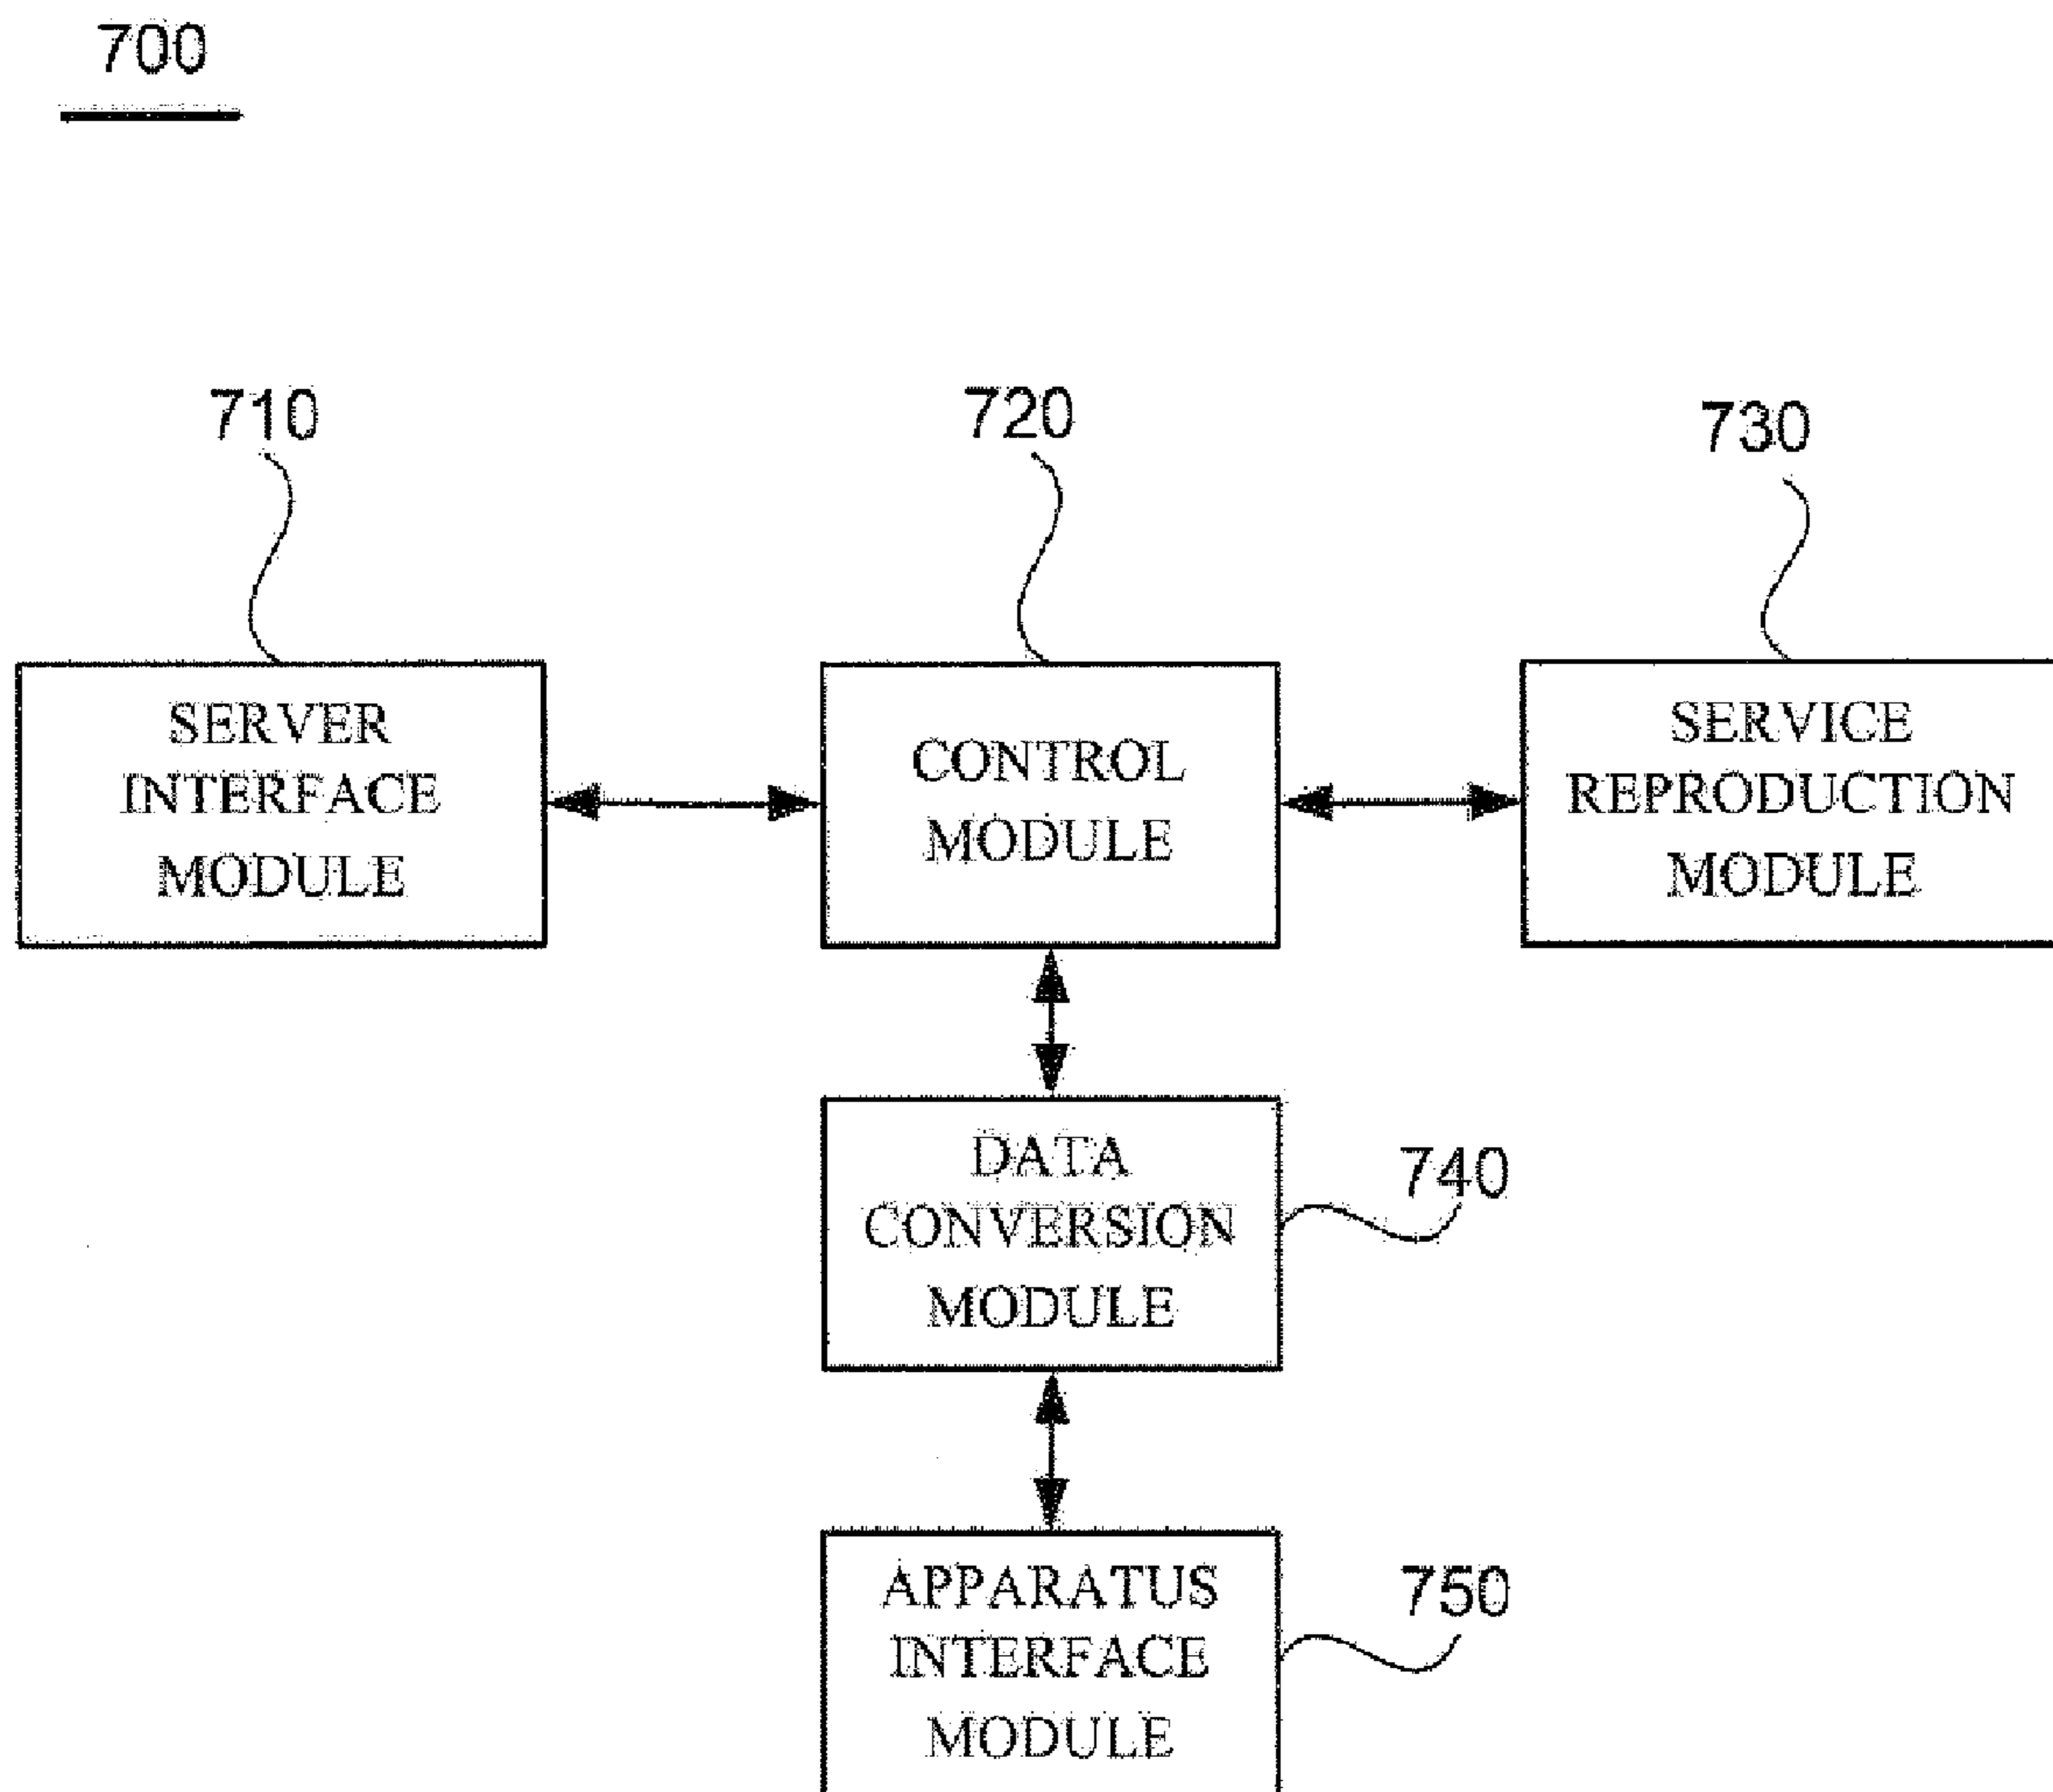 700
710
720
730
SERVER
INTERFACE
MODULE
CONTROL
MODULE
SERVICE
REPRODUCTION
MODULE
DATA
CONVERSION
MODULE
740
APPARATUS
INTERFACE
MODULE
750